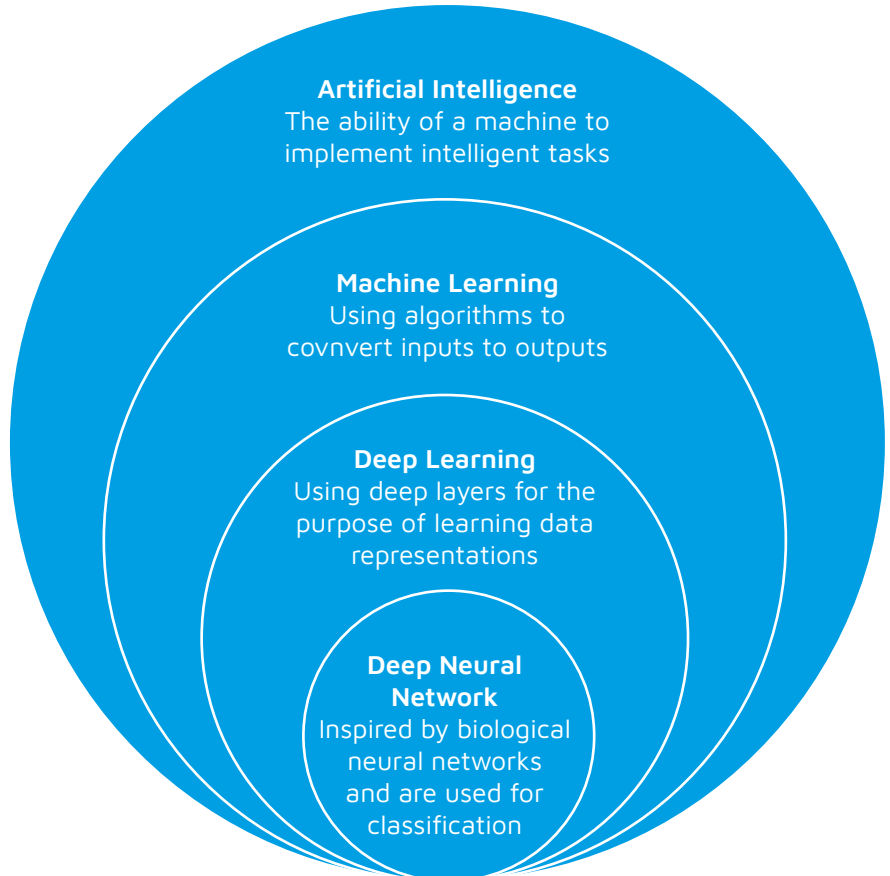 Artificial Intelligence
The ability of a machine to
implement intelligent tasks
Machine Learning
Using algorithms to
covnvert inputs to outputs
Deep Learning
Using deep layers for the
purpose of learning data
representations
Deep Neural
Network
Inspired by biological
neural networks
and are used for
classification